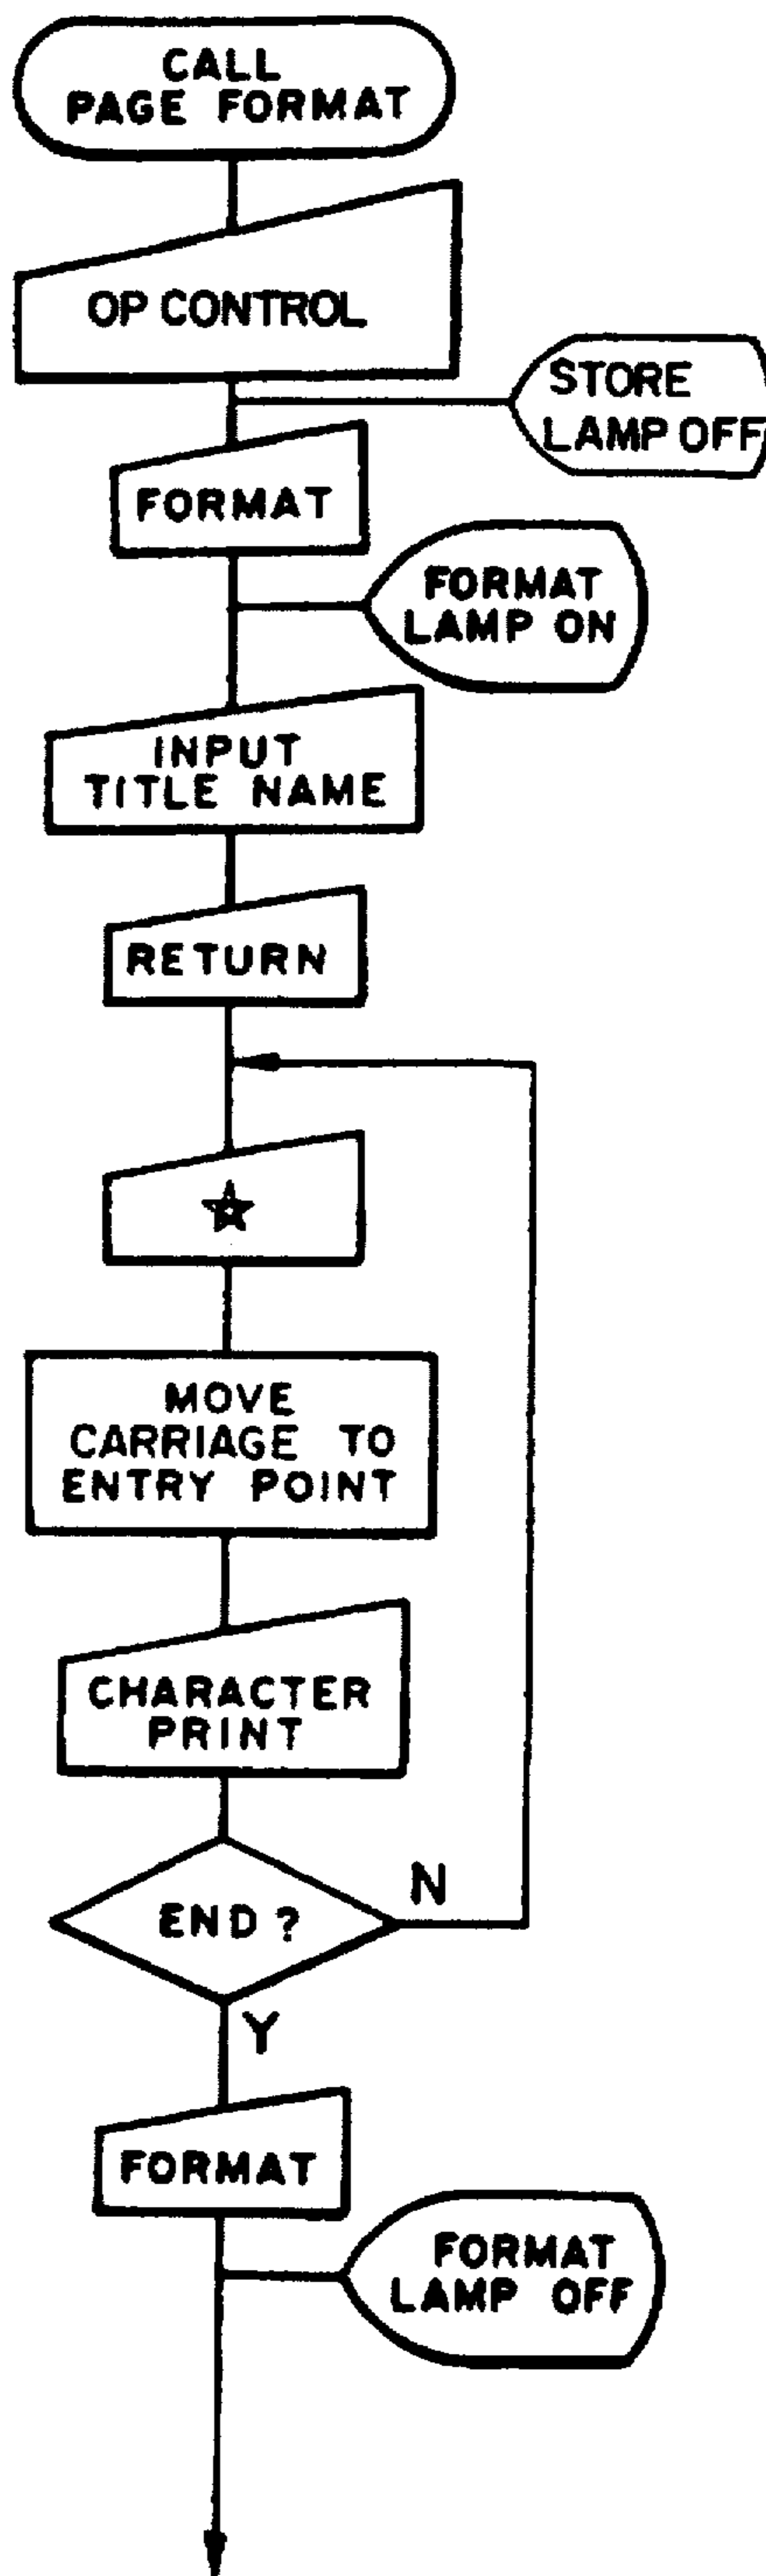 CALL
PAGE FORMAT
OP CONTROL
STORE
LAMP OFF
FORMAT
FORMAT
LAMP ON
INPUT
TITLE NAME
RETURN
☆
MOVE
CARRIAGE TO
ENTRY POINT
CHARACTER
PRINT
END ?
N
Y
FORMAT
FORMAT
LAMP OFF